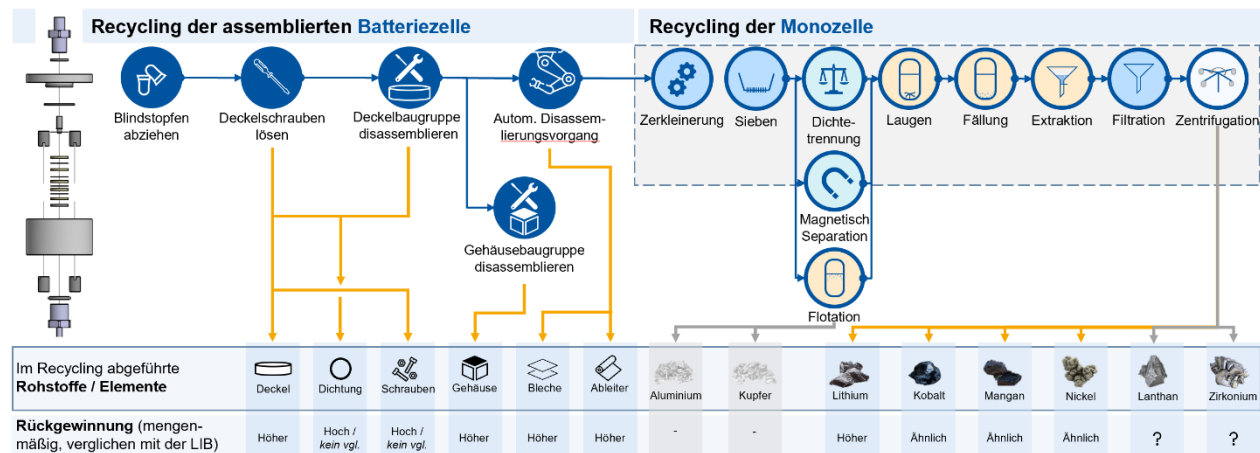 Recycling der assemblierten Batteriezelle
Recycling der Monozelle
Blindstopfen
abziehen
Deckelschrauben
lösen
Deckelbaugruppe
disassemblieren
Autom. Disassem-
lierungsvorgang
Gehäusebaugruppe
disassemblieren
Zerkleinerung
Sieben
Dichte-
trennung
Laugen
Fällung
Extraktion
Filtration
Zentrifugation
Magnetisch
Separation
Flotation
Im Recycling abgeführte
Rohstoffe / Elemente
Deckel
Dichtung
Schrauben
Gehäuse
Bleche
Ableiter
Aluminium
Kupfer
Lithium
Kobalt
Mangan
Nickel
Lanthan
Zirkonium
Rückgewinnung (mengen-
mäßig, verglichen mit der LIB)
Höher
Hoch /
kein vgl.
Hoch /
kein vgl.
Höher
Höher
Höher
-
-
Höher
Ähnlich
Ähnlich
Ähnlich
?
?